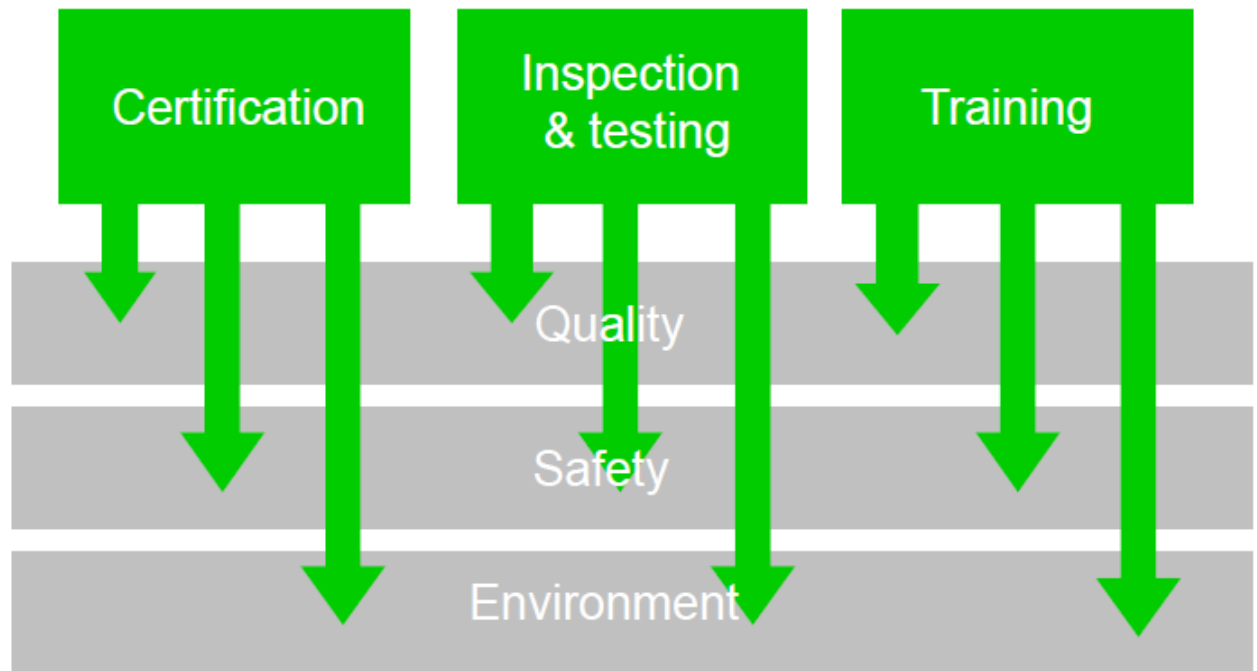 Certification
Inspection
& testing
Training
Quality
Safety
Environment